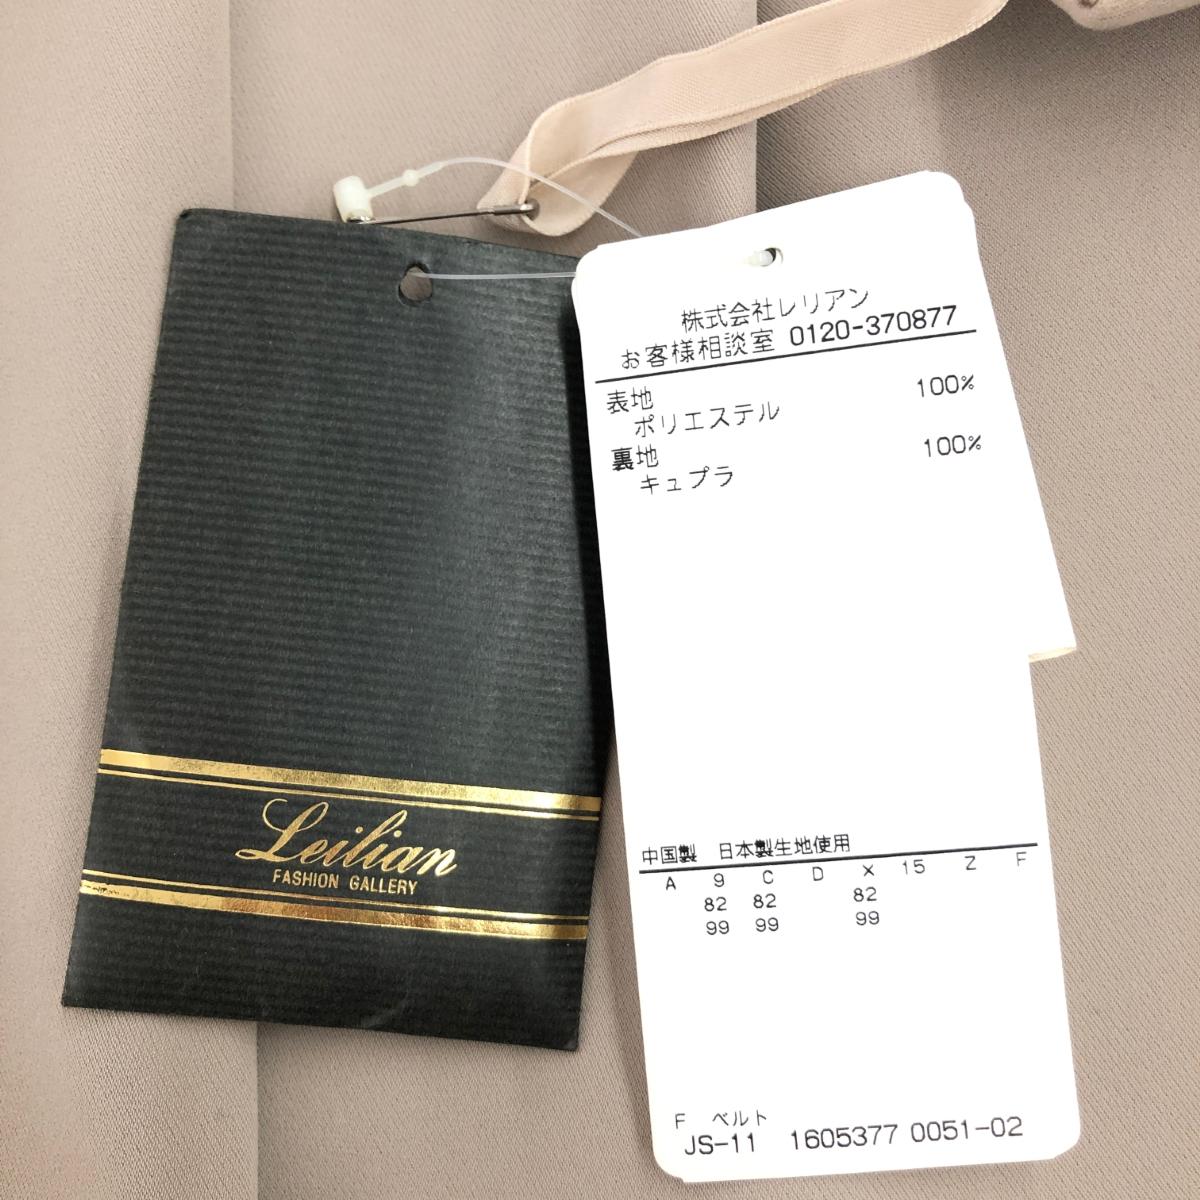 Leilian
FASHION GALLERY
株式会社レリアン
お客様相談室 0120-370877
表地
ポリエステル 100%
裏地
キュプラ 100%
中国製 日本製生地使用
A 9 C D X 15 Z F
82 82 82
99 99 99
F ベルト
JS-11 1605377 0051-02